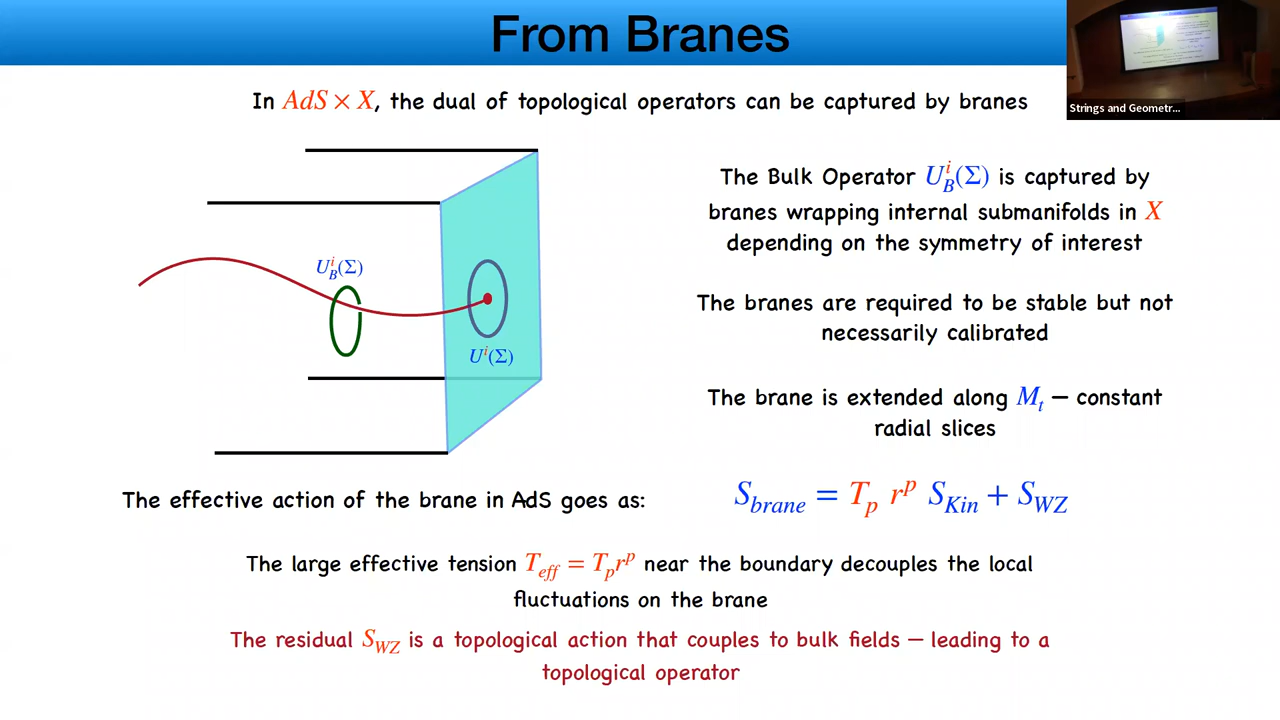 From Branes
Strings and Geometr...
In AdS × X, the dual of topological operators can be captured by branes
U_B^i(Σ)
U^i(Σ)
The Bulk Operator U_B^i(Σ) is captured by
branes wrapping internal submanifolds in X
depending on the symmetry of interest
The branes are required to be stable but not
necessarily calibrated
The brane is extended along M_t – constant
radial slices
The effective action of the brane in AdS goes as:
S_brane = T_p r^p S_Kin + S_WZ
The large effective tension T_eff = T_p r^p near the boundary decouples the local
fluctuations on the brane
The residual S_WZ is a topological action that couples to bulk fields – leading to a
topological operator